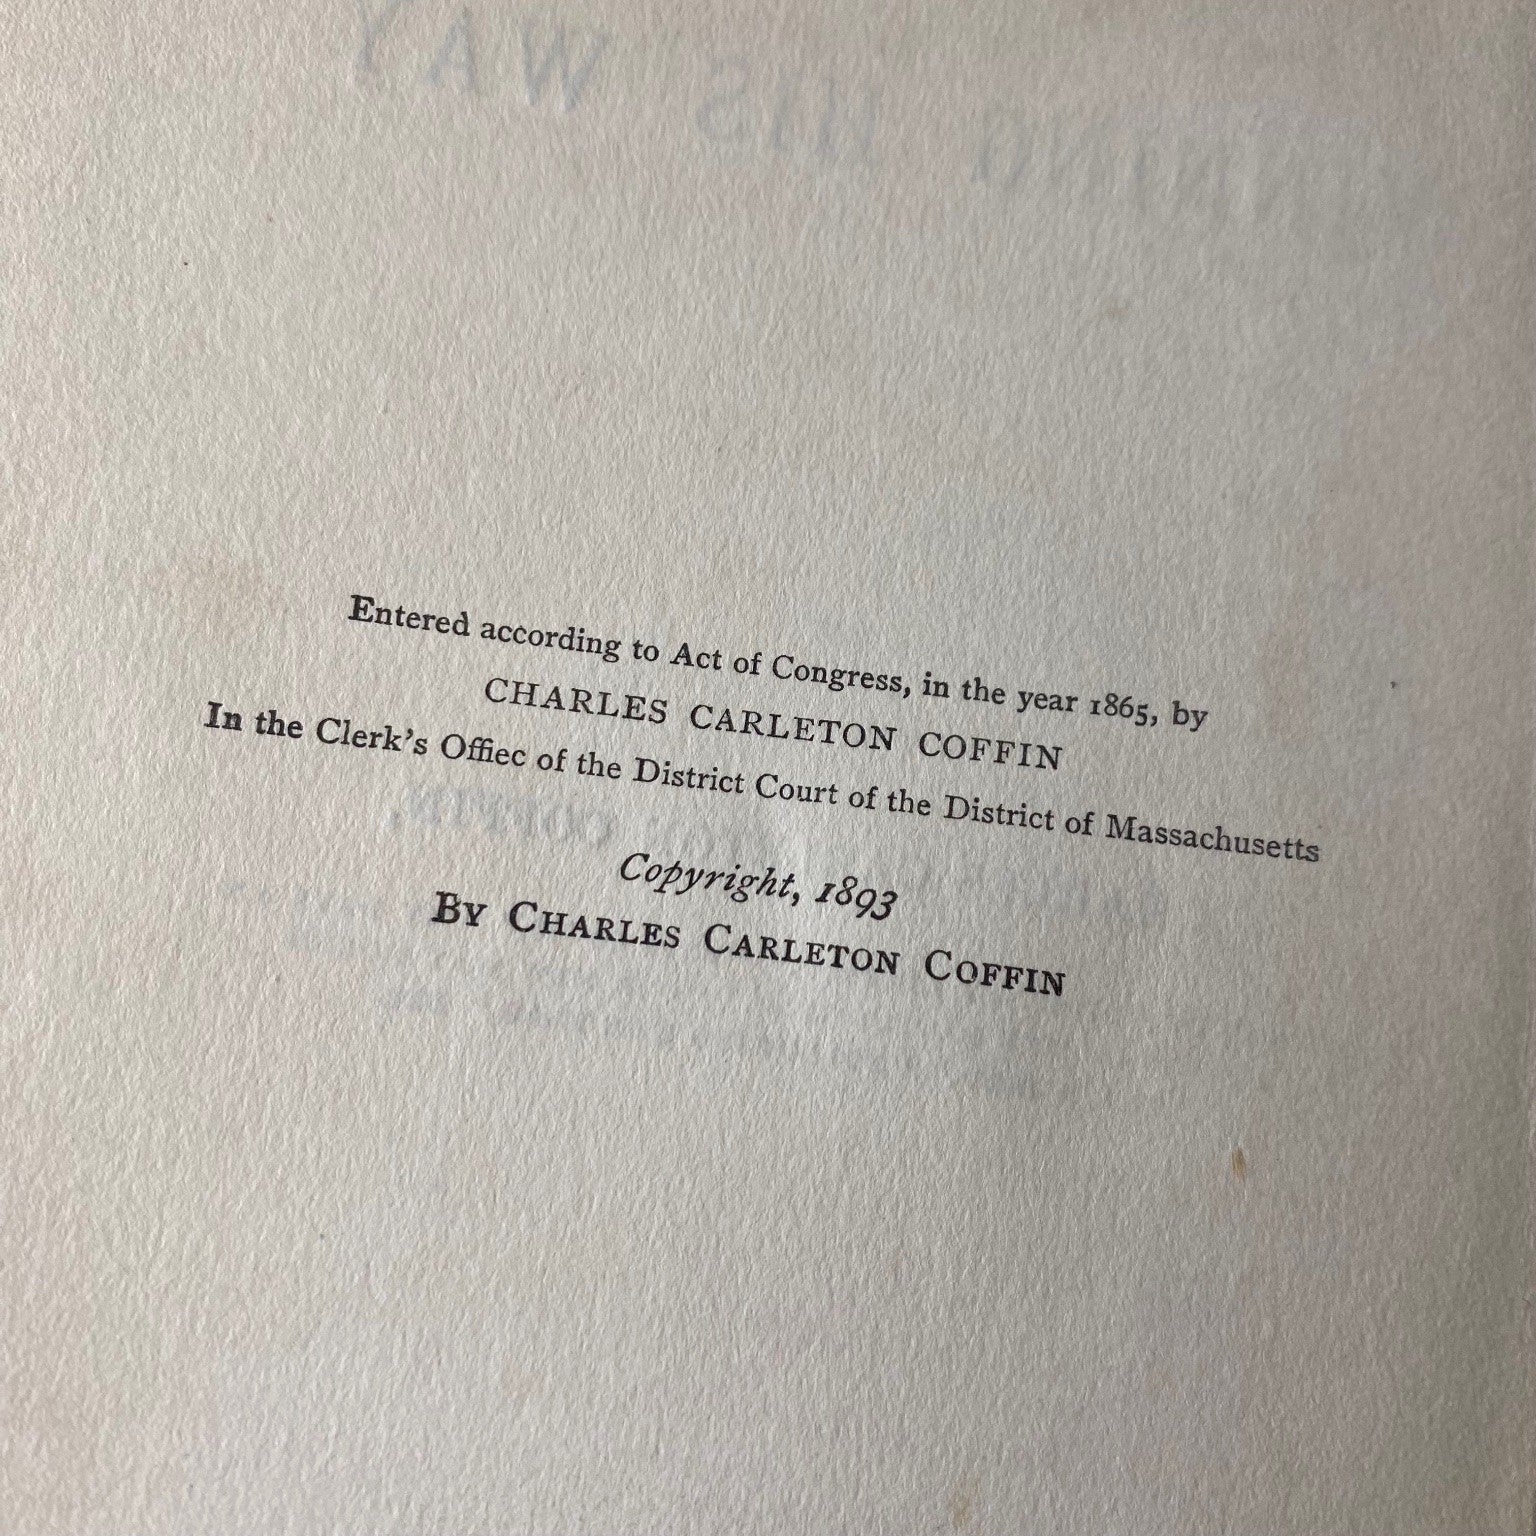 Entered according to Act of Congress, in the year 1865, by
CHARLES CARLETON COFFIN
In the Clerk's Offiec of the District Court of the District of Massachusetts
Copyright, 1893
BY CHARLES CARLETON COFFIN